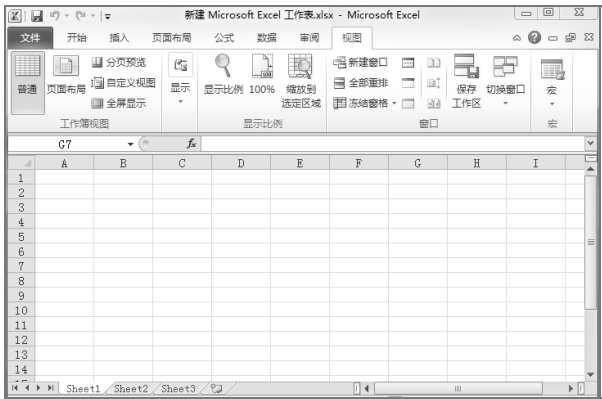 新建 Microsoft Excel 工作表.xlsx - Microsoft Excel
文件 开始 插入 页面布局 公式 数据 审阅 视图
普通 页面布局 分页预览 自定义视图 全屏显示 显示 显示比例 100% 缩放到选定区域 新建窗口 全部重排 冻结窗格 保存工作区 切换窗口 宏
工作簿视图 显示比例 窗口 宏
G7 fx
A B C D E F G H I
1
2
3
4
5
6
7
8
9
10
11
12
13
14
Sheet1 Sheet2 Sheet3